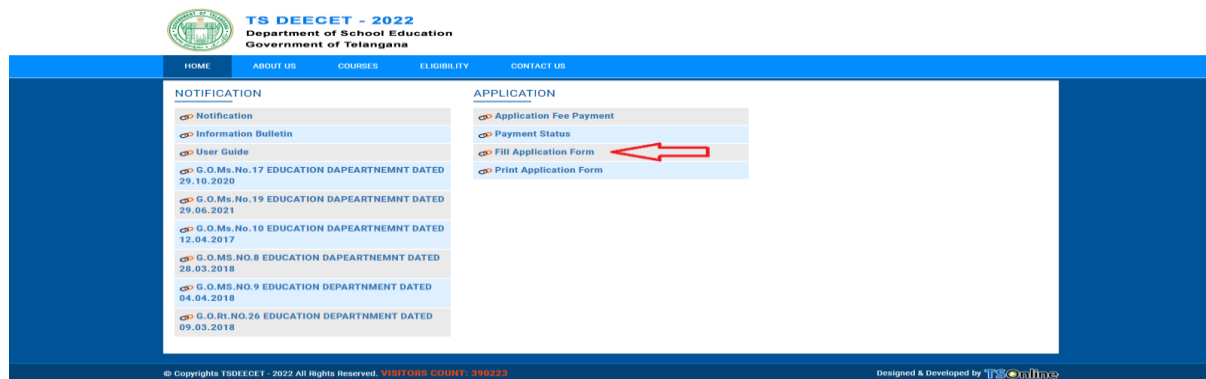 TS DEECET - 2022
Department of School Education
Government of Telangana
HOME ABOUT US COURSES ELIGIBILITY CONTACT US
NOTIFICATION
Notification
Information Bulletin
User Guide
G.O.Ms.No.17 EDUCATION DAPEARTNEMNT DATED
29.10.2020
G.O.Ms.No.19 EDUCATION DAPEARTNEMNT DATED
29.06.2021
G.O.Ms.No.10 EDUCATION DAPEARTNEMNT DATED
12.04.2017
G.O.MS.NO.8 EDUCATION DAPEARTNEMNT DATED
28.03.2018
G.O.MS.NO.9 EDUCATION DEPARTNMENT DATED
04.04.2018
G.O.Rt.NO.26 EDUCATION DEPARTNMENT DATED
09.03.2018
APPLICATION
Application Fee Payment
Payment Status
Fill Application Form
Print Application Form
© Copyrights TSDEECET - 2022 All Rights Reserved. VISITORS COUNT: 390223
Designed & Developed by TSOnline